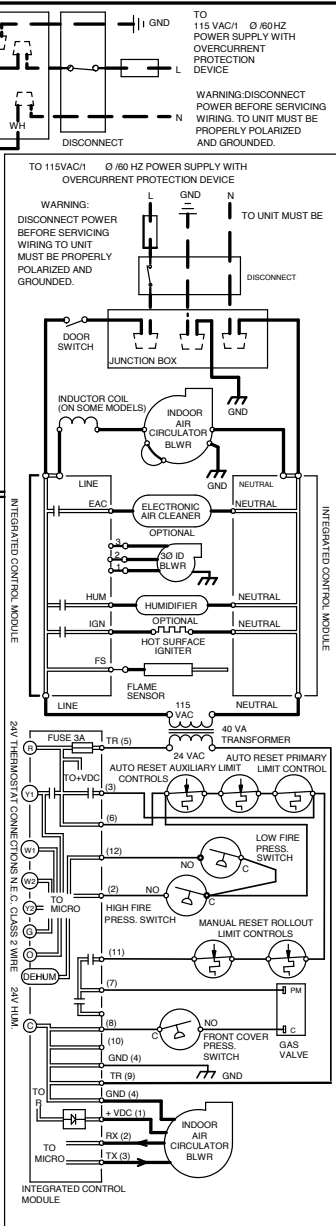 GND
TO
115 VAC/1 Ø /60HZ
POWER SUPPLY WITH
OVERCURRENT
PROTECTION
DEVICE
L
WARNING:DISCONNECT
POWER BEFORE SERVICING
WIRING. TO UNIT MUST BE
PROPERLY POLARIZED
AND GROUNDED.
N
WH
DISCONNECT
TO 115VAC/1 Ø /60 HZ POWER SUPPLY WITH
OVERCURRENT PROTECTION DEVICE
WARNING:
DISCONNECT POWER
BEFORE SERVICING
WIRING TO UNIT
MUST BE PROPERLY
POLARIZED AND
GROUNDED.
L
GND
N
TO UNIT MUST BE
DISCONNECT
DOOR
SWITCH
JUNCTION BOX
GND
INDUCTOR COIL
(ON SOME MODELS)
INDOOR
AIR
CIRCULATOR
BLWR
GND
INTEGRATED CONTROL MODULE
INTEGRATED CONTROL MODULE
LINE
NEUTRAL
EAC
ELECTRONIC
AIR CLEANER
NEUTRAL
OPTIONAL
3
2
1
3Ø ID
BLWR
HUM
HUMIDIFIER
NEUTRAL
OPTIONAL
IGN
NEUTRAL
HOT SURFACE
IGNITER
FS
FLAME
SENSOR
LINE
115
VAC
NEUTRAL
40 VA
TRANSFORMER
24 VAC
24V THERMOSTAT CONNECTIONS N.E.C. CLASS 2 WIRE
24V HUM.
R
FUSE 3A
TR (5)
TO+VDC
AUTO RESET AUXILIARY LIMIT
CONTROLS
AUTO RESET PRIMARY
LIMIT CONTROL
Y1
(3)
(6)
W1
(12)
LOW FIRE
PRESS.
SWITCH
NO
C
W2
(2)
NO
C
HIGH FIRE
PRESS. SWITCH
Y2
TO
MICRO
G
MANUAL RESET ROLLOUT
LIMIT CONTROLS
O
(11)
DEHUM
(7)
PM
C
GAS
VALVE
C
(8)
NO
C
FRONT COVER
PRESS.
SWITCH
(10)
GND (4)
GND
TR (9)
TO
R
GND (4)
+ VDC (1)
RX (2)
TO
MICRO
TX (3)
INDOOR
AIR
CIRCULATOR
BLWR
INTEGRATED CONTROL
MODULE